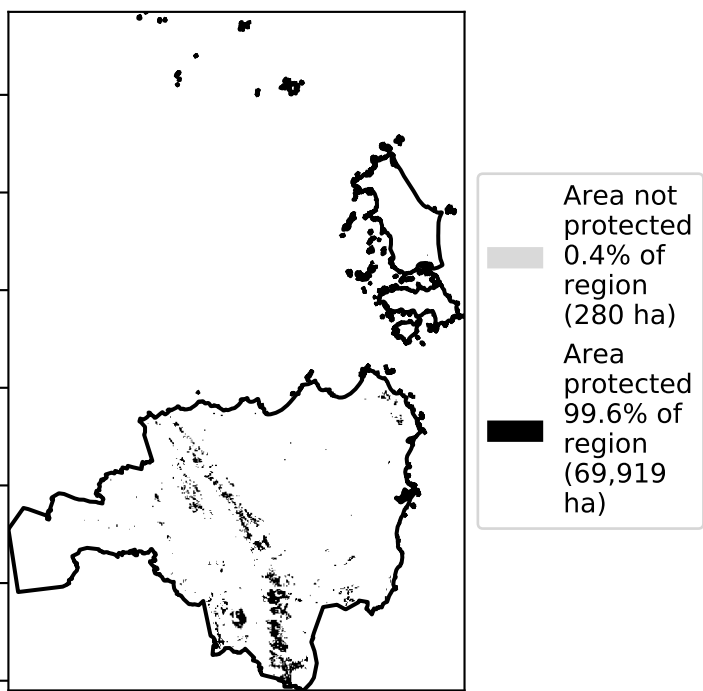 Area not
protected
0.4% of
region
(280 ha)
Area
protected
99.6% of
region
(69,919
ha)